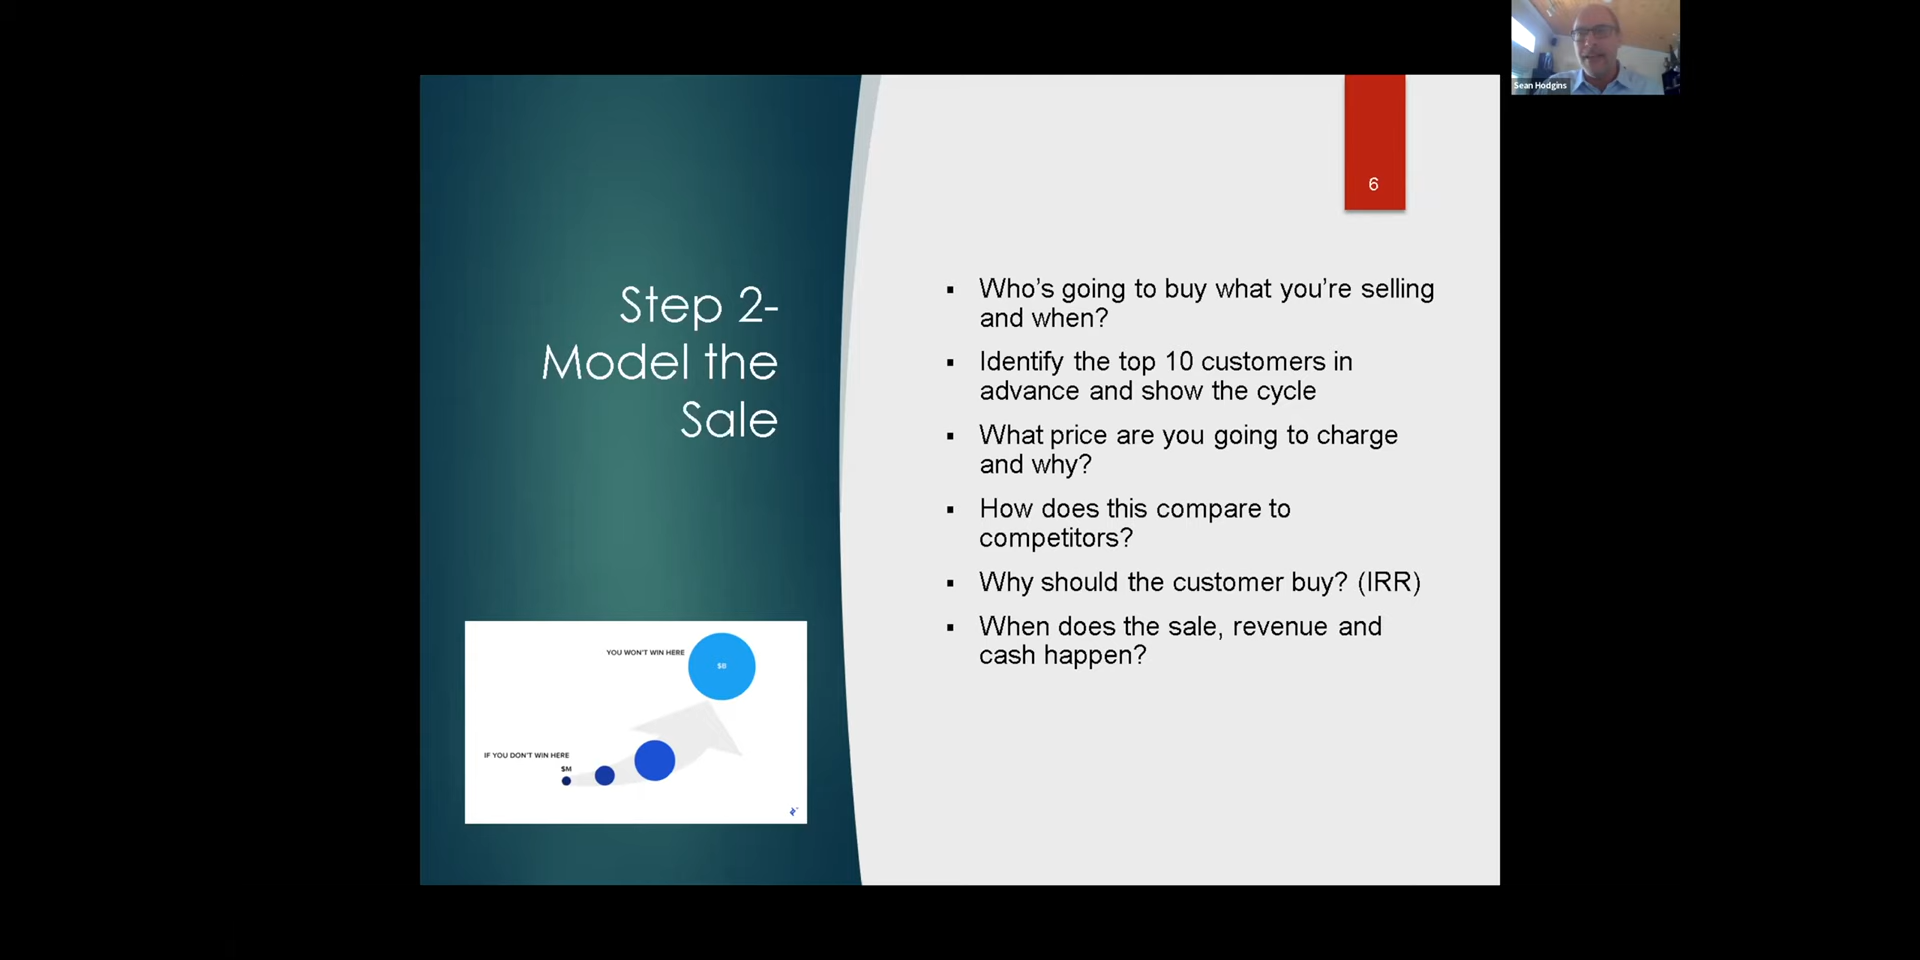 Sean Hodgins
6
Step 2-
Model the
Sale
Who's going to buy what you're selling
and when?
Identify the top 10 customers in
advance and show the cycle
What price are you going to charge
and why?
How does this compare to
competitors?
Why should the customer buy? (IRR)
When does the sale, revenue and
cash happen?
YOU WON'T WIN HERE
$B
IF YOU DON'T WIN HERE
$M